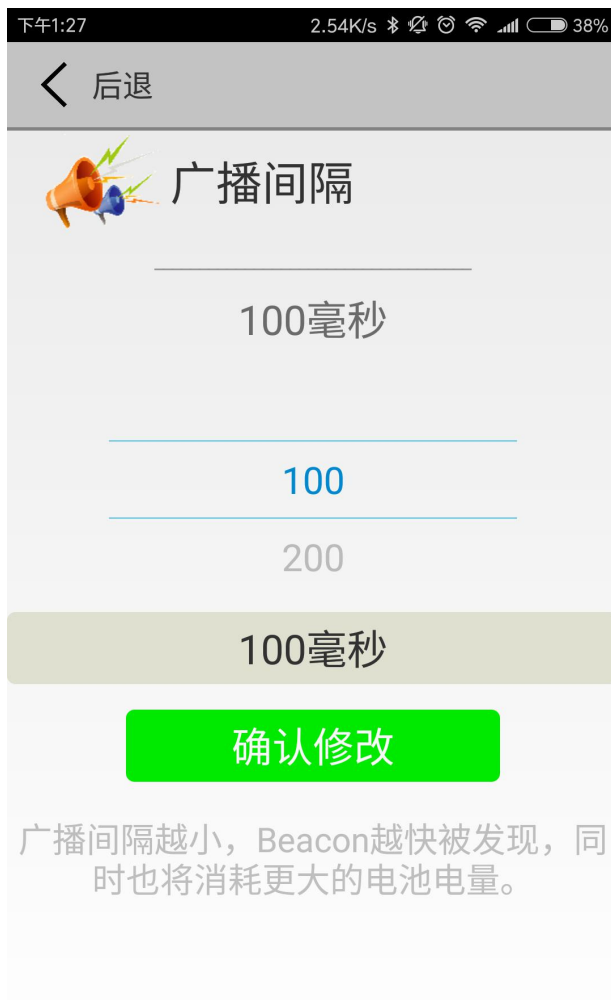 下午1:27 2.54K/s 38%
后退
广播间隔
100毫秒
100
200
100毫秒
确认修改
广播间隔越小，Beacon越快被发现，同
时也将消耗更大的电池电量。